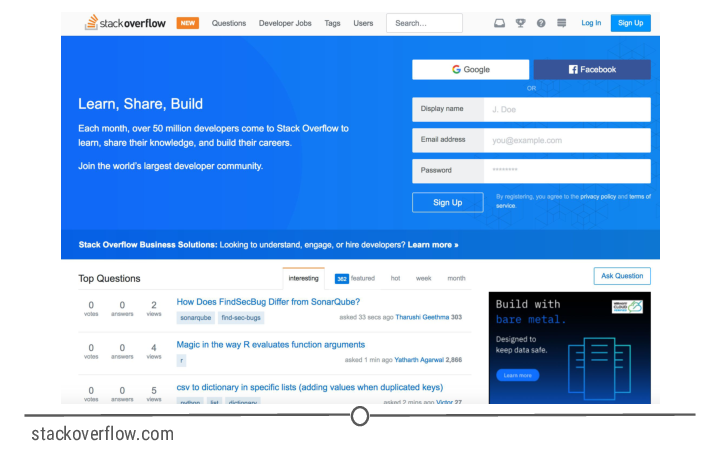 stackoverflow NEW Questions Developer Jobs Tags Users Search... Log In Sign Up
Google Facebook
OR
Learn, Share, Build
Each month, over 50 million developers come to Stack Overflow to
learn, share their knowledge, and build their careers.
Join the world's largest developer community.
Display name J. Doe
Email address you@example.com
Password ********
Sign Up
By registering, you agree to the privacy policy and terms of
service.
Stack Overflow Business Solutions: Looking to understand, engage, or hire developers? Learn more »
Top Questions interesting 362 featured hot week month Ask Question
0 votes 0 answers 2 views
How Does FindSecBug Differ from SonarQube?
sonarqube find-sec-bugs asked 33 secs ago Tharushi Geethma 303
0 votes 0 answers 4 views
Magic in the way R evaluates function arguments
r asked 1 min ago Yatharth Agarwal 2,866
0 votes 0 answers 5 views
csv to dictionary in specific lists (adding values when duplicated keys)
python list dictionary asked 2 mins ago Victor 27
Build with
bare metal.
Designed to
keep data safe.
Learn more
stackoverflow.com